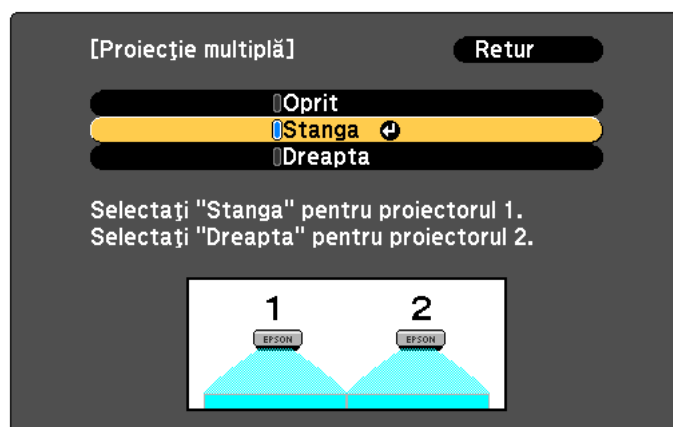 [Proiecţie multiplă] Retur
Oprit
Stanga
Dreapta
Selectaţi "Stanga" pentru proiectorul 1.
Selectaţi "Dreapta" pentru proiectorul 2.
1 2
EPSON EPSON